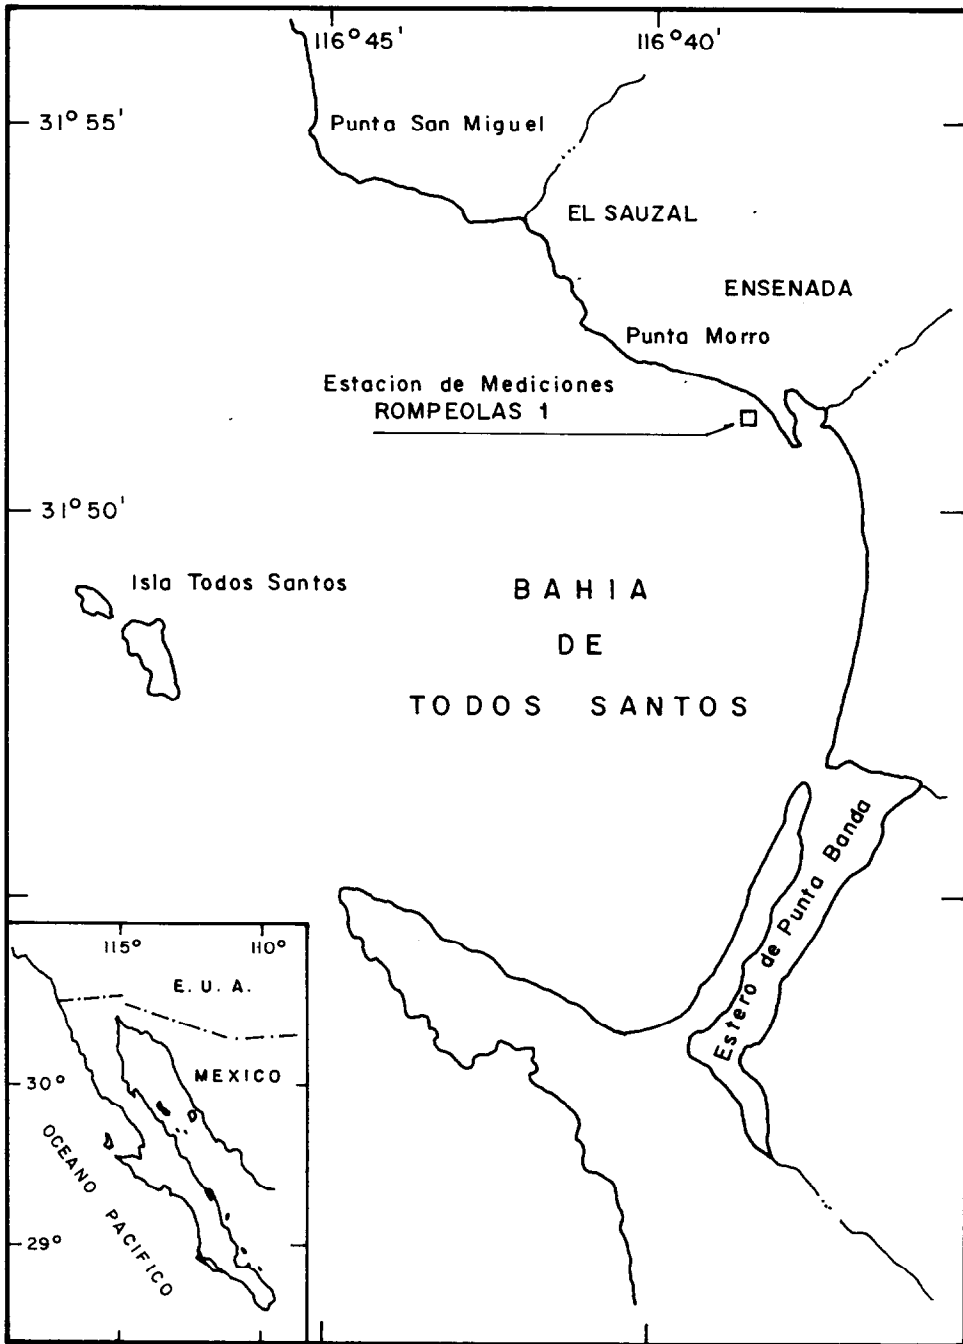 116°45'
116°40'
31°55'
Punta San Miguel
EL SAUZAL
ENSENADA
Punta Morro
Estacion de Mediciones
ROMPEOLAS 1
31°50'
Isla Todos Santos
BAHIA
DE
TODOS SANTOS
Estero de Punta Banda
115°
110°
E. U. A.
MEXICO
30°
OCEANO PACIFICO
29°